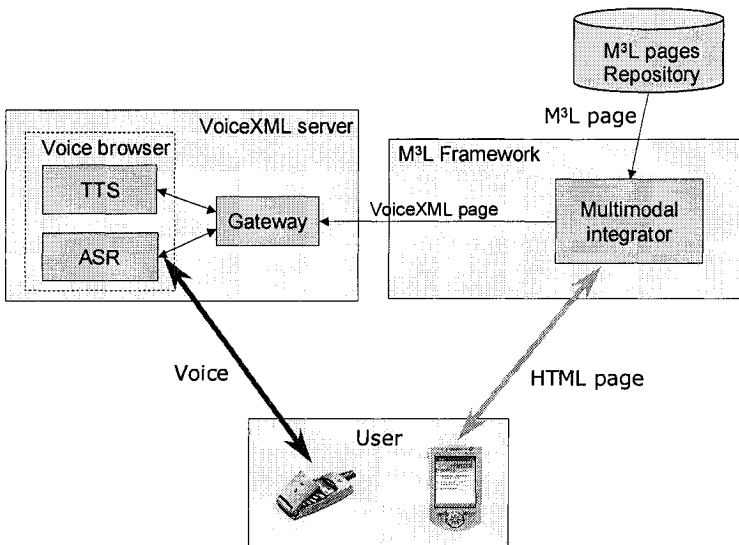 M³L pages
Repository
M³L page
VoiceXML server
Voice browser
TTS
ASR
Gateway
VoiceXML page
M³L Framework
Multimodal
integrator
Voice
HTML page
User